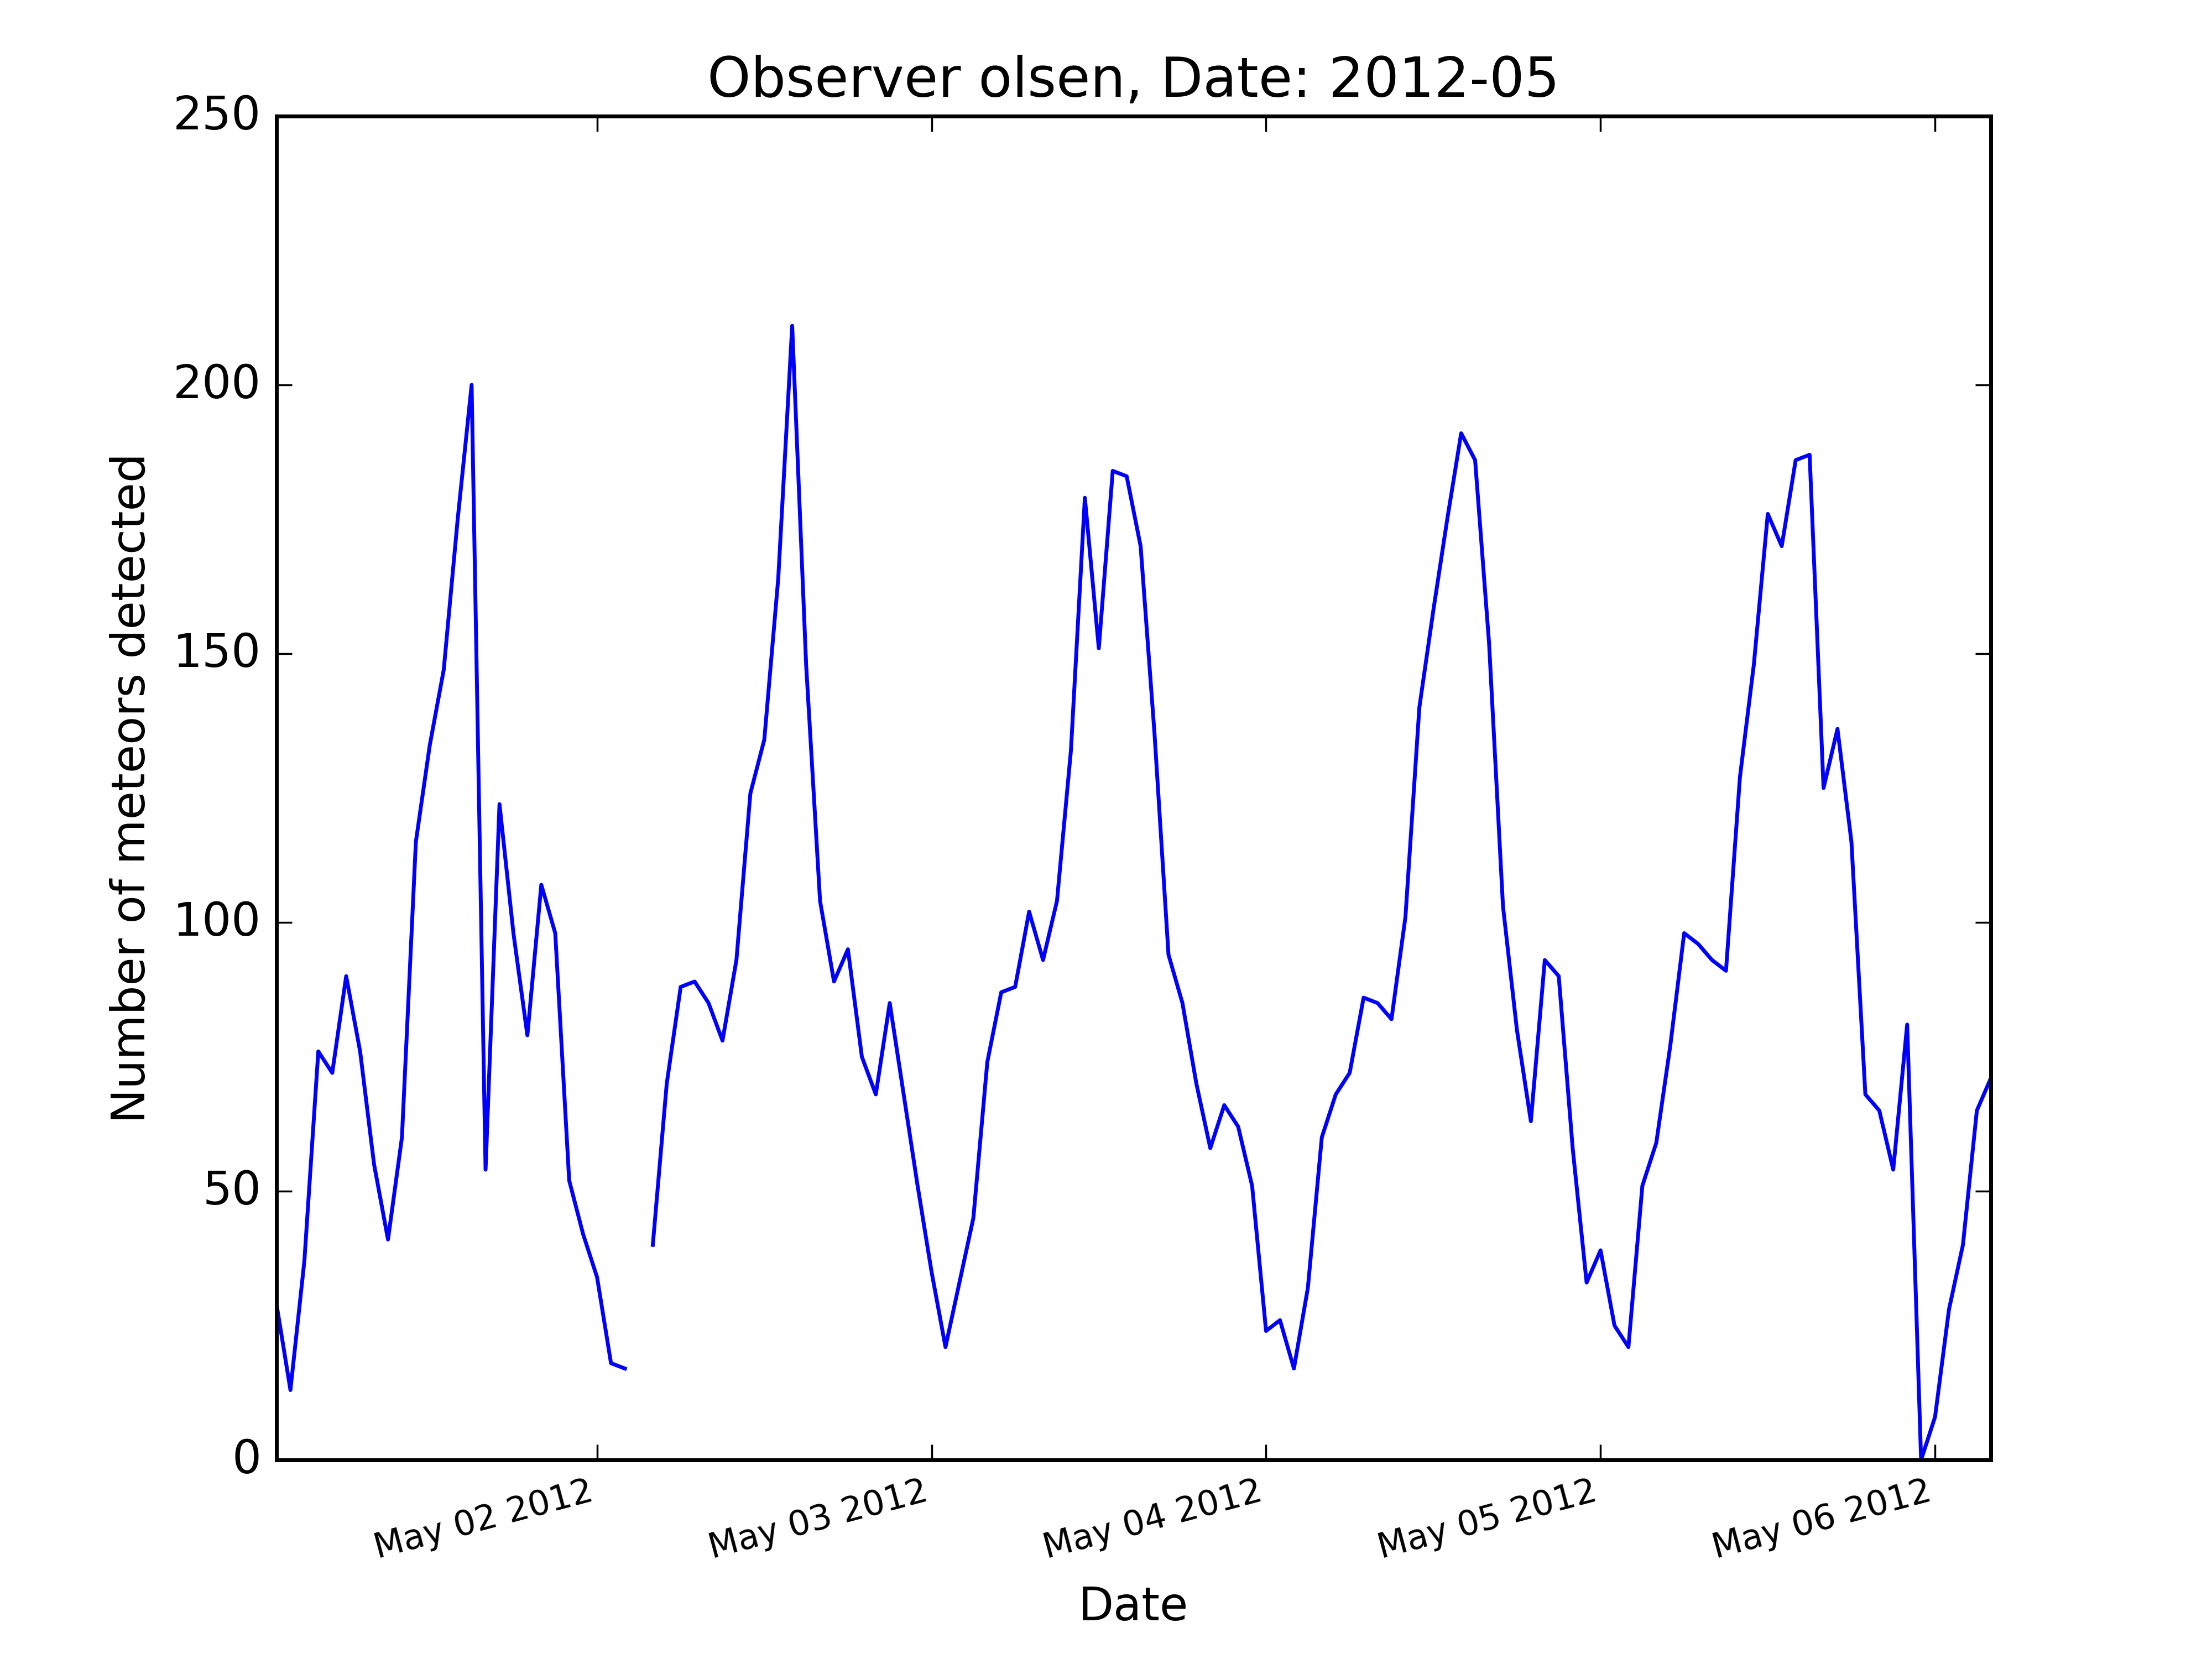 Observer olsen, Date: 2012-05
250
200
150
100
50
0
Number of meteors detected
May 02 2012
May 03 2012
May 04 2012
May 05 2012
May 06 2012
Date